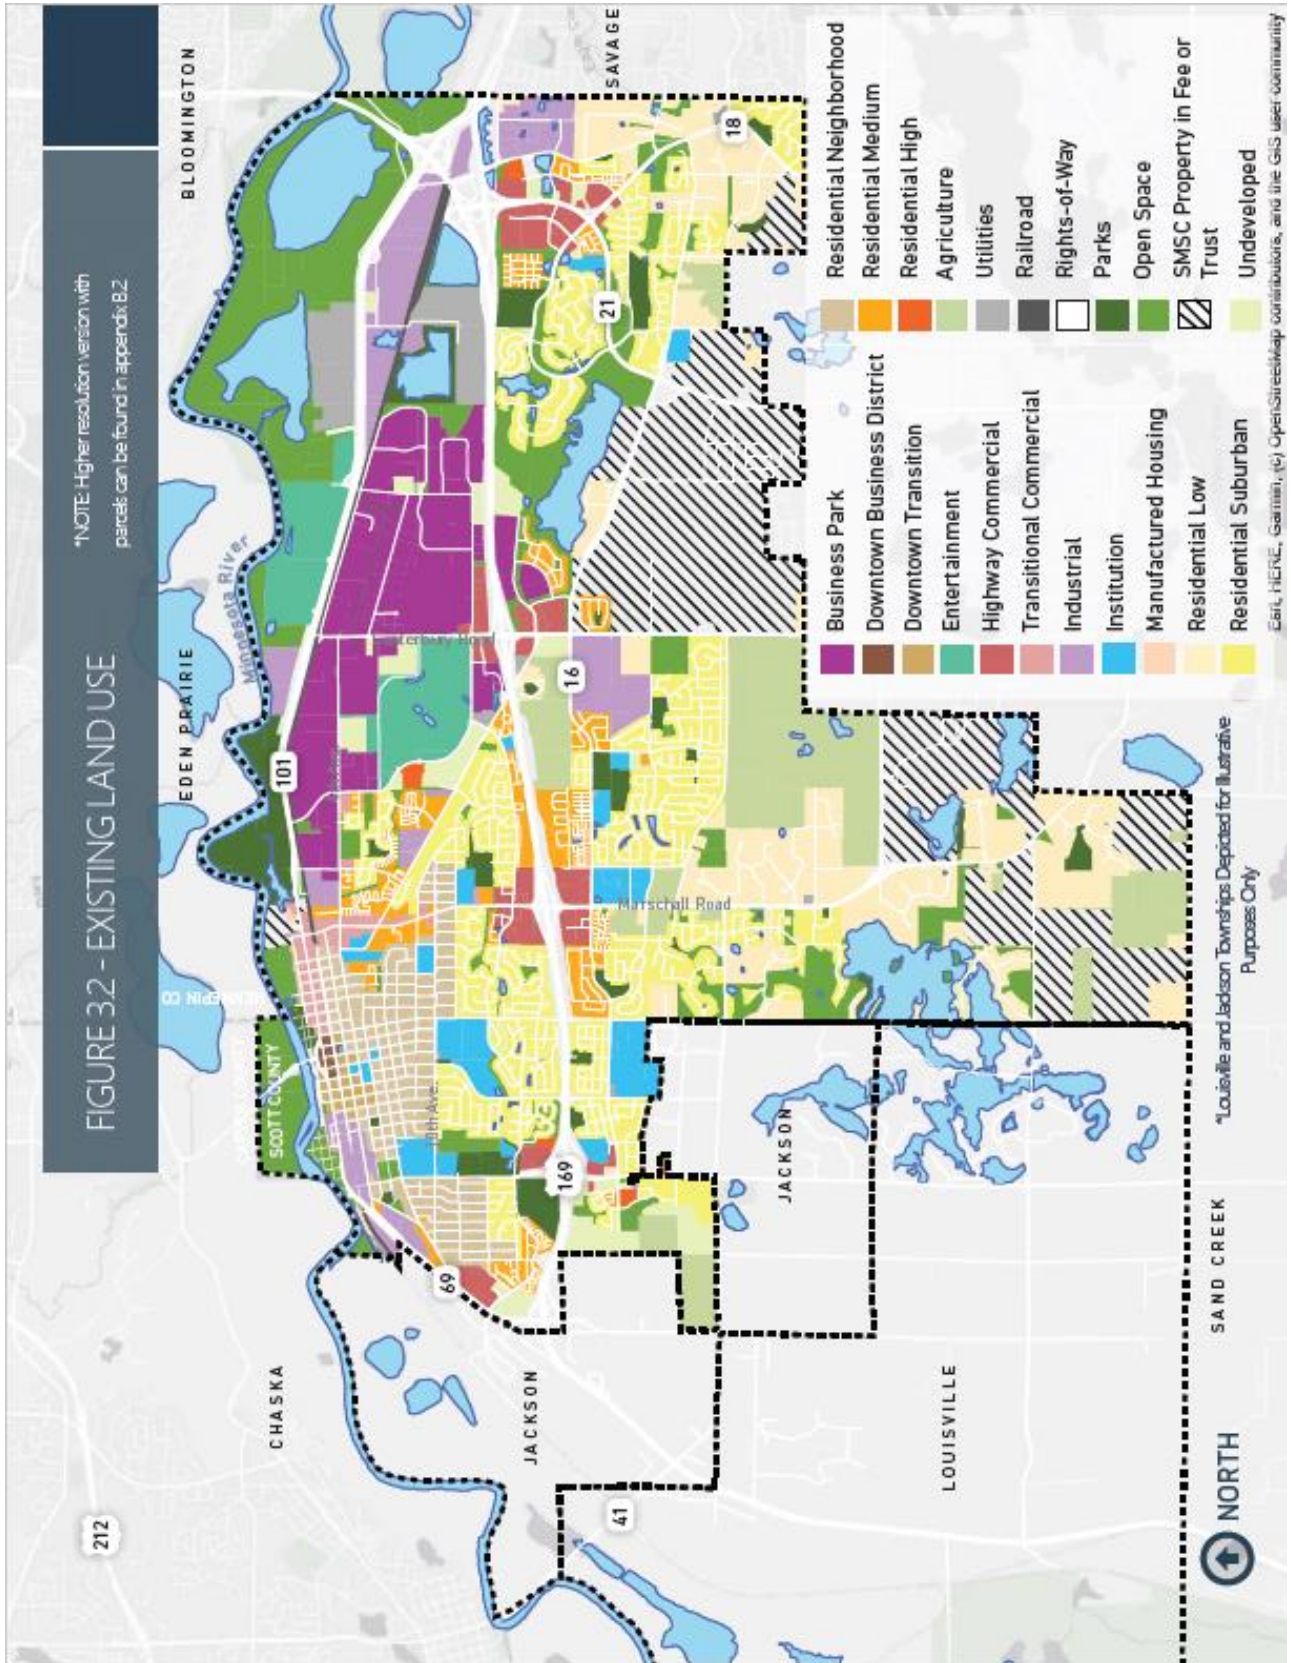 FIGURE 3.2 - EXISTING LAND USE
*NOTE: Higher resolution version with
parcels can be found in appendix B.2
BLOOMINGTON
EDEN PRAIRIE
CHASKA
SAVAGE
Minnesota River
HENNEPIN CO
SCOTT COUNTY
212
101
69
169
41
16
21
18
Canterbury Road
Marschall Road
10th Ave.
JACKSON
JACKSON
LOUISVILLE
SAND CREEK
Business Park
Downtown Business District
Downtown Transition
Entertainment
Highway Commercial
Transitional Commercial
Industrial
Institution
Manufactured Housing
Residential Low
Residential Suburban
Residential Neighborhood
Residential Medium
Residential High
Agriculture
Utilities
Railroad
Rights-of-Way
Parks
Open Space
SMSC Property in Fee or
Trust
Undeveloped
Esri, HERE, Garmin, (c) OpenStreetMap contributors, and the GIS user community
*Louisville and Jackson Townships Depicted for Illustrative
Purposes Only
NORTH